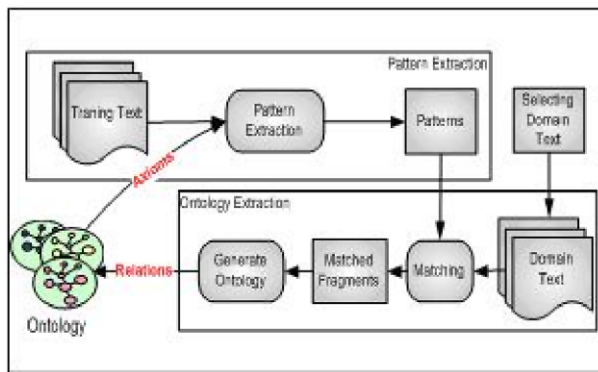 Pattern Extraction
Traning Text
Pattern
Extraction
Patterns
Selecting
Domain
Text
Axioms
Ontology Extraction
Relations
Generate
Ontology
Matched
Fragments
Matching
Domain
Text
Ontology